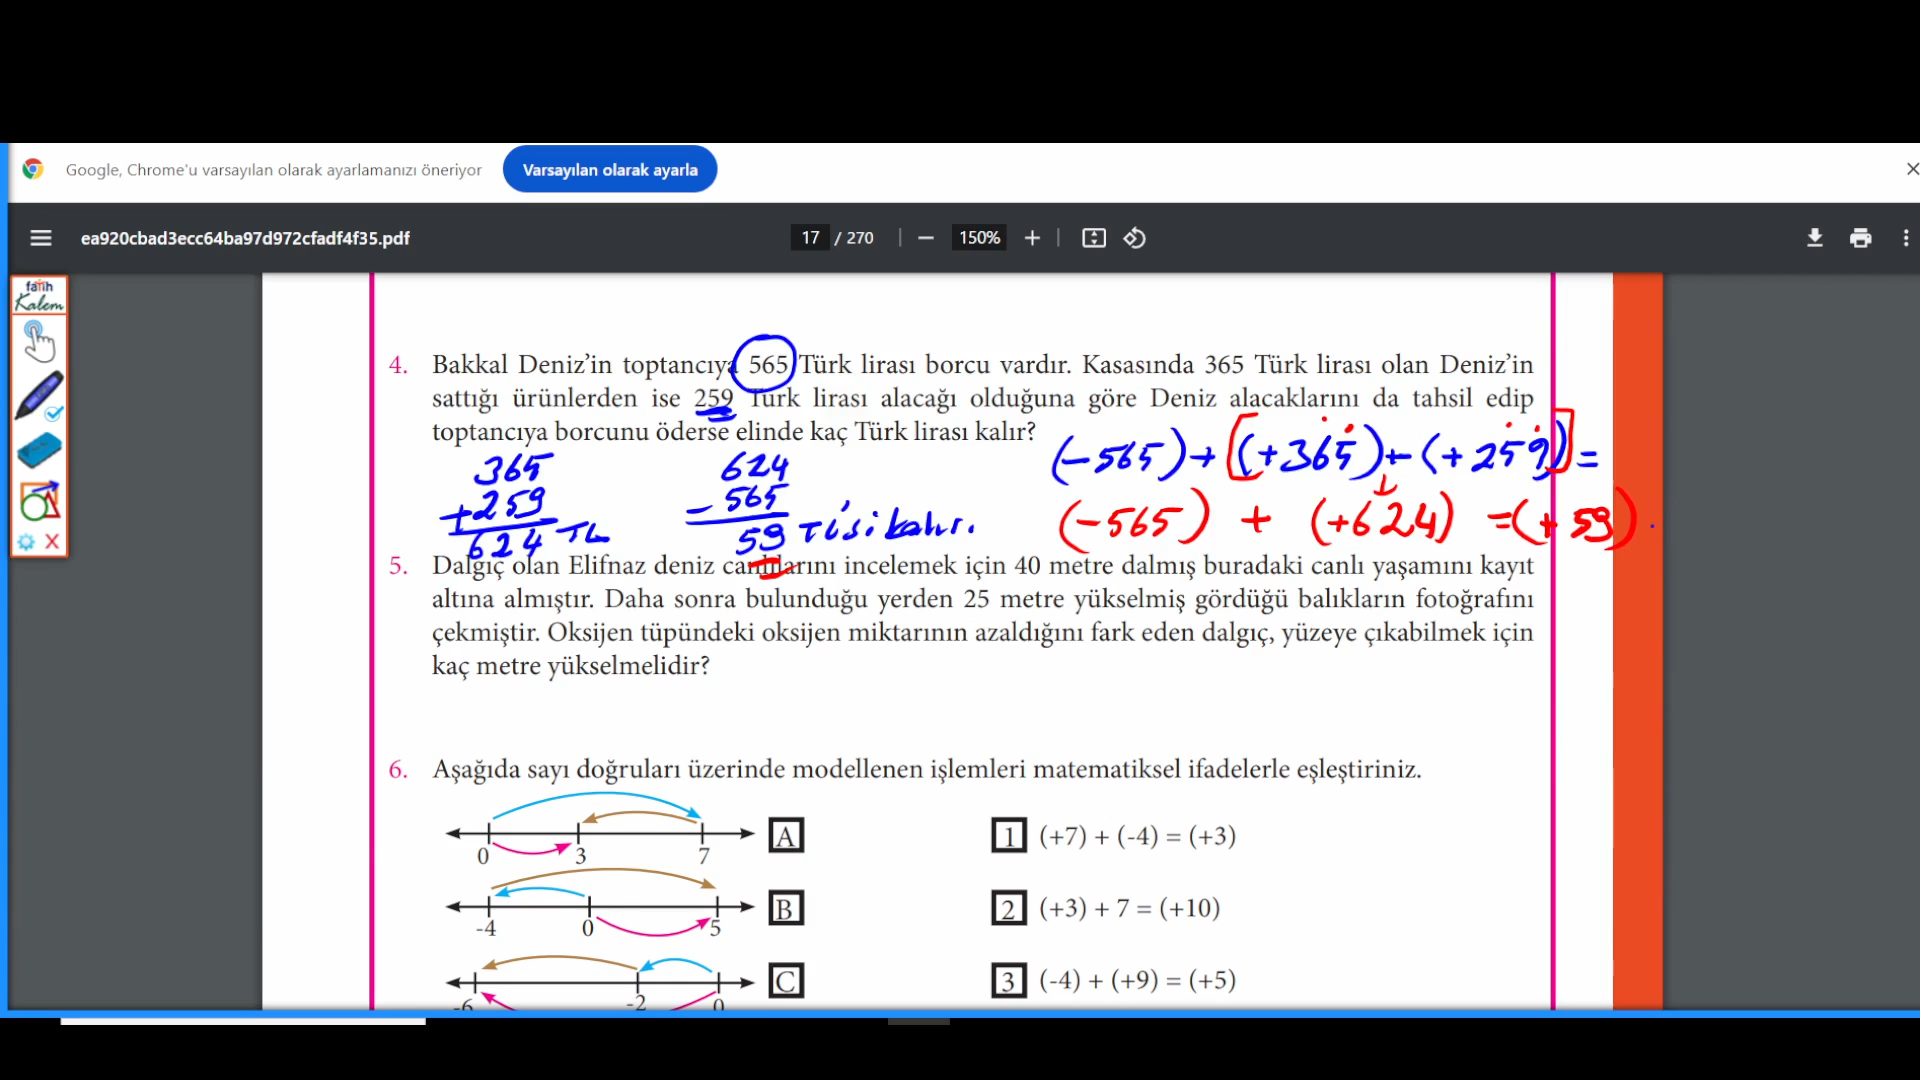 Google, Chrome'u varsayılan olarak ayarlamanızı öneriyor Varsayılan olarak ayarla
ea920cbad3ecc64ba97d972cfadf4f35.pdf 17 / 270 150%
fatih
Kalem
4. Bakkal Deniz'in toptancıya 565 Türk lirası borcu vardır. Kasasında 365 Türk lirası olan Deniz'in
sattığı ürünlerden ise 259 Türk lirası alacağı olduğuna göre Deniz alacaklarını da tahsil edip
toptancıya borcunu öderse elinde kaç Türk lirası kalır?
(-565)+[(+365)+(+259)]=
365
+259
624 TL
624
-565
59 TL'si kalır.
(-565) + (+624) =(+59)
5. Dalgıç olan Elifnaz deniz canlılarını incelemek için 40 metre dalmış buradaki canlı yaşamını kayıt
altına almıştır. Daha sonra bulunduğu yerden 25 metre yükselmiş gördüğü balıkların fotoğrafını
çekmiştir. Oksijen tüpündeki oksijen miktarının azaldığını fark eden dalgıç, yüzeye çıkabilmek için
kaç metre yükselmelidir?
6. Aşağıda sayı doğruları üzerinde modellenen işlemleri matematiksel ifadelerle eşleştiriniz.
0 3 7 A
1 (+7) + (-4) = (+3)
-4 0 5 B
2 (+3) + 7 = (+10)
-6 -2 0 C
3 (-4) + (+9) = (+5)